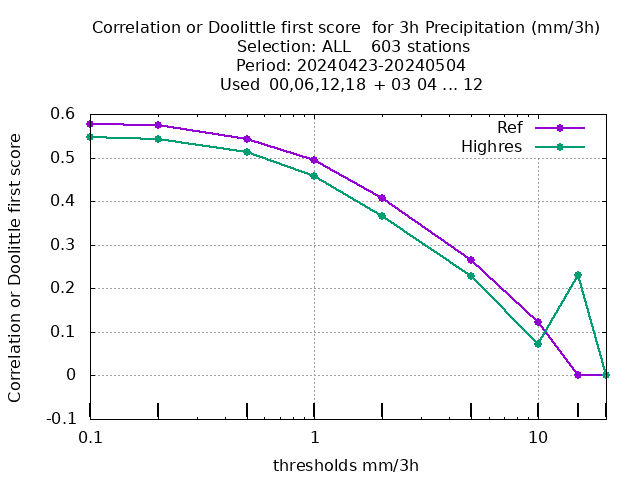 Correlation or Doolittle first score  for 3h Precipitation (mm/3h)
Selection: ALL    603 stations
Period: 20240423-20240504
Used  00,06,12,18  + 03 04 ... 12
Ref
Highres
Correlation or Doolittle first score
0.6
0.5
0.4
0.3
0.2
0.1
0
-0.1
0.1 1 10
thresholds mm/3h